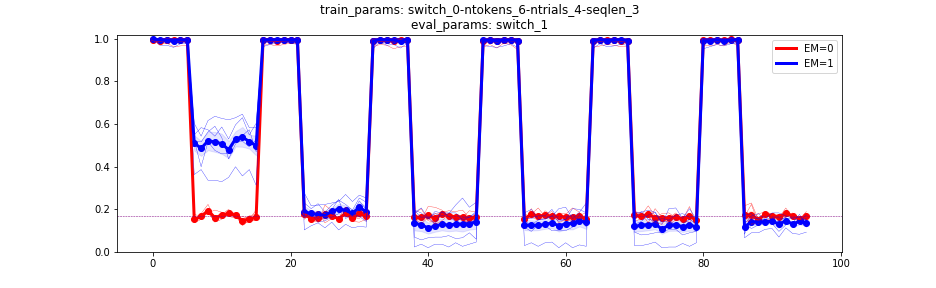 train_params: switch_0-ntokens_6-ntrials_4-seqlen_3
eval_params: switch_1
1.0
0.8
0.6
0.4
0.2
0.0
EM=0
EM=1
0 20 40 60 80 100